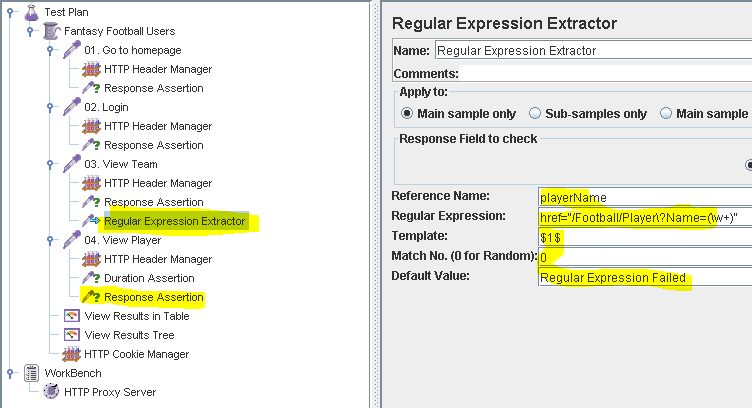 Test Plan
Fantasy Football Users
01. Go to homepage
HTTP Header Manager
Response Assertion
02. Login
HTTP Header Manager
Response Assertion
03. View Team
HTTP Header Manager
Response Assertion
Regular Expression Extractor
04. View Player
HTTP Header Manager
Duration Assertion
Response Assertion
View Results in Table
View Results Tree
HTTP Cookie Manager
WorkBench
HTTP Proxy Server
Regular Expression Extractor
Name: Regular Expression Extractor
Comments:
Apply to:
Main sample only Sub-samples only Main sample
Response Field to check
Reference Name: playerName
Regular Expression: href="/Football/Player\?Name=(\w+)"
Template: $1$
Match No. (0 for Random): 0
Default Value: Regular Expression Failed